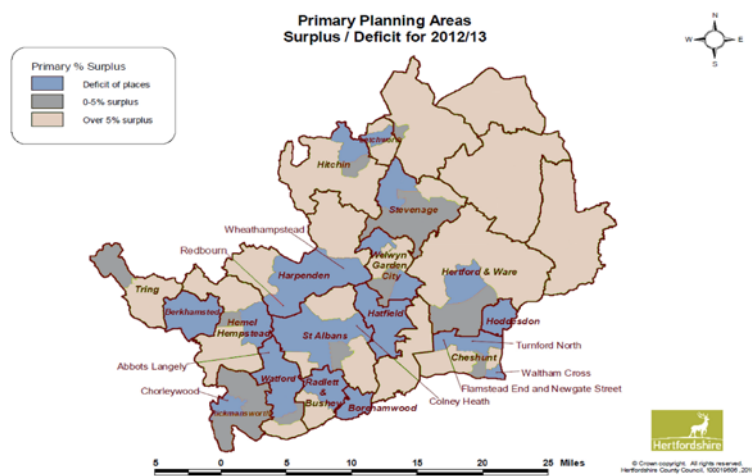 Primary Planning Areas
Surplus / Deficit for 2012/13
N
W
E
S
Primary % Surplus
Deficit of places
0-5% surplus
Over 5% surplus
Hitchin
Stevenage
Wheathampstead
Redbourn
Welwyn
Garden
City
Harpenden
Hertford & Ware
Tring
Berkhamsted
Hemel
Hempstead
Hatfield
Hoddesdon
St Albans
Turnford North
Abbots Langely
Cheshunt
Watford
Radlett
&
Bushey
Waltham Cross
Chorleywood
Flamstead End and Newgate Street
Borehamwood
Colney Heath
5
0
5
10
15
20
25
Miles
Hertfordshire
© Crown copyright. All rights reserved.
Hertfordshire County Council,